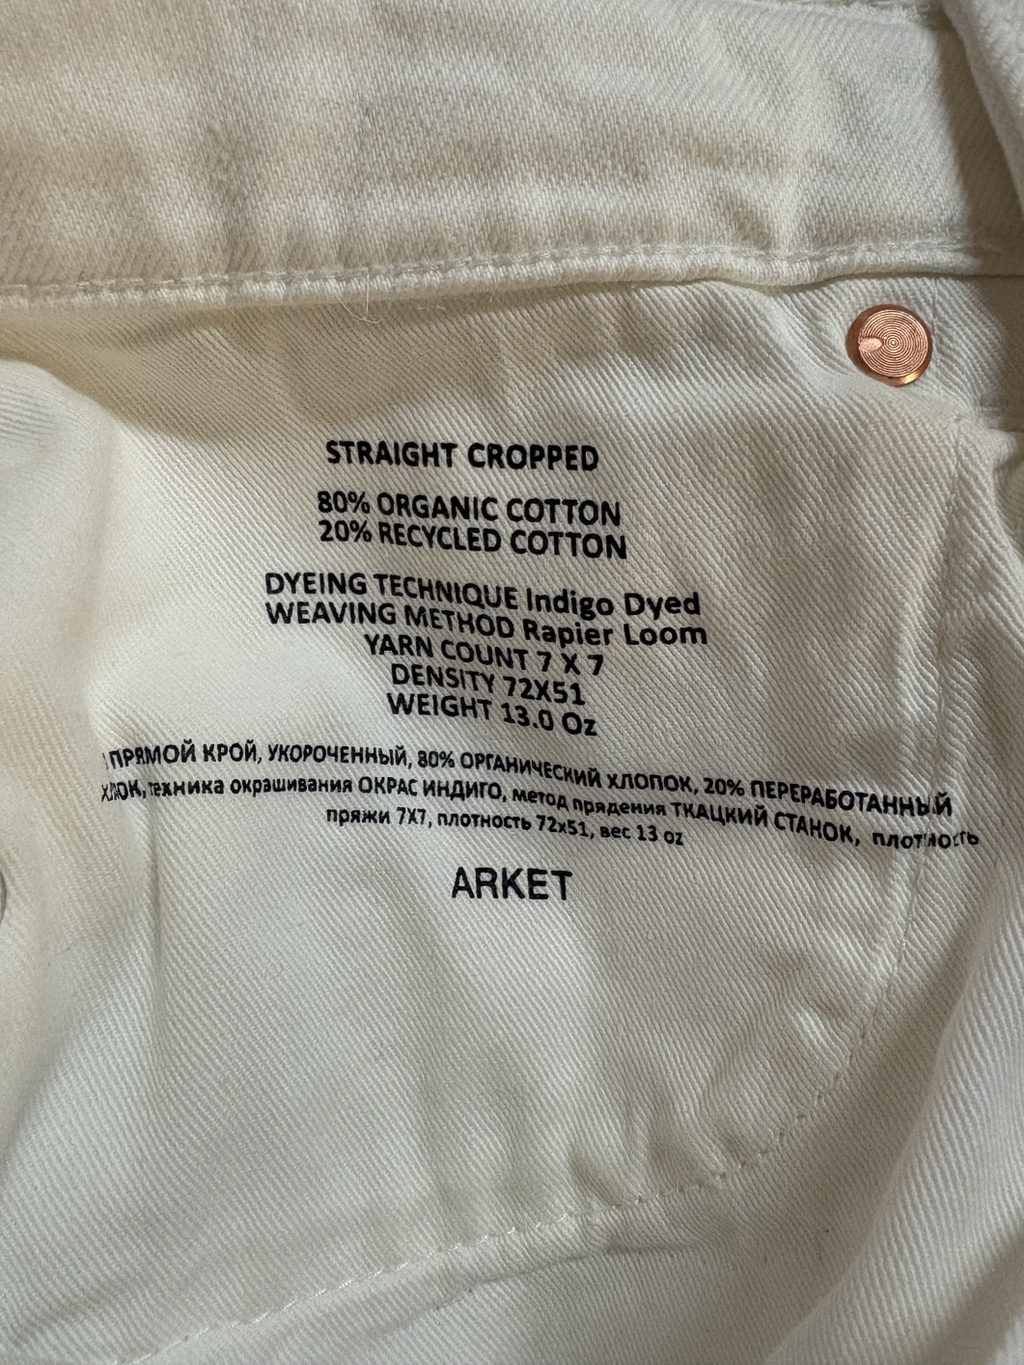 STRAIGHT CROPPED
80% ORGANIC COTTON
20% RECYCLED COTTON
DYEING TECHNIQUE Indigo Dyed
WEAVING METHOD Rapier Loom
YARN COUNT 7 X 7
DENSITY 72X51
WEIGHT 13.0 Oz
ПРЯМОЙ КРОЙ, УКОРОЧЕННЫЙ, 80% ОРГАНИЧЕСКИЙ ХЛОПОК, 20% ПЕРЕРАБОТАННЫЙ
ХЛОПОК, техника окрашивания ОКРАС ИНДИГО, метод прядения ТКАЦКИЙ СТАНОК, плотность
пряжи 7X7, плотность 72x51, вес 13 oz
ARKET